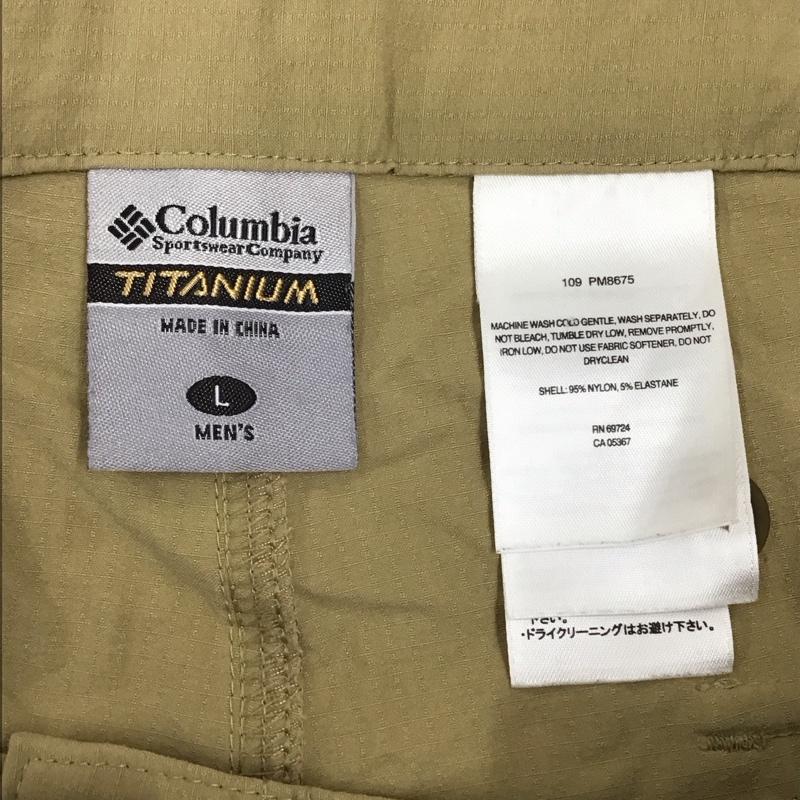 Columbia
Sportswear Company
TITANIUM
MADE IN CHINA
L
MEN'S
109 PM8675
MACHINE WASH COLD GENTLE, WASH SEPARATELY, DO
NOT BLEACH, TUMBLE DRY LOW, REMOVE PROMPTLY,
IRON LOW, DO NOT USE FABRIC SOFTENER, DO NOT
DRYCLEAN
SHELL: 95% NYLON, 5% ELASTANE
RN 69724
CA 05367
下さい。
・ドライクリーニングはお避け下さい。